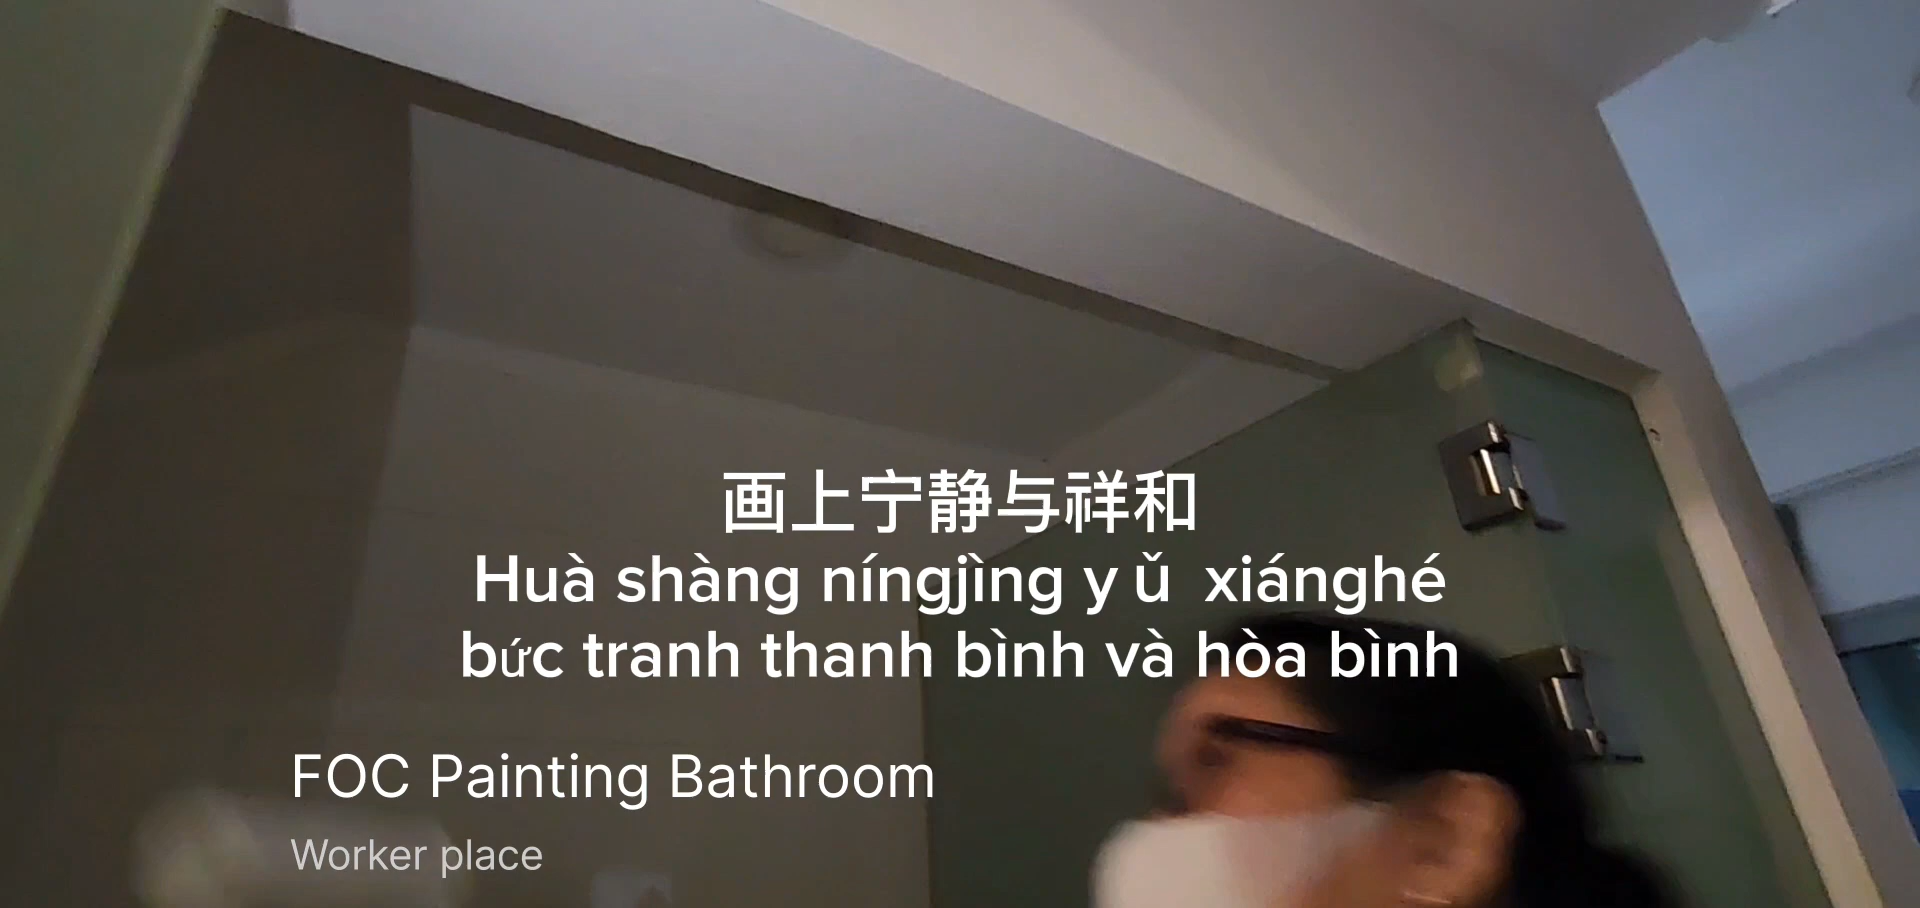 画上宁静与祥和
Huà shàng níngjìng yǔ xiánghé
bức tranh thanh bình và hòa bình
FOC Painting Bathroom
Worker place